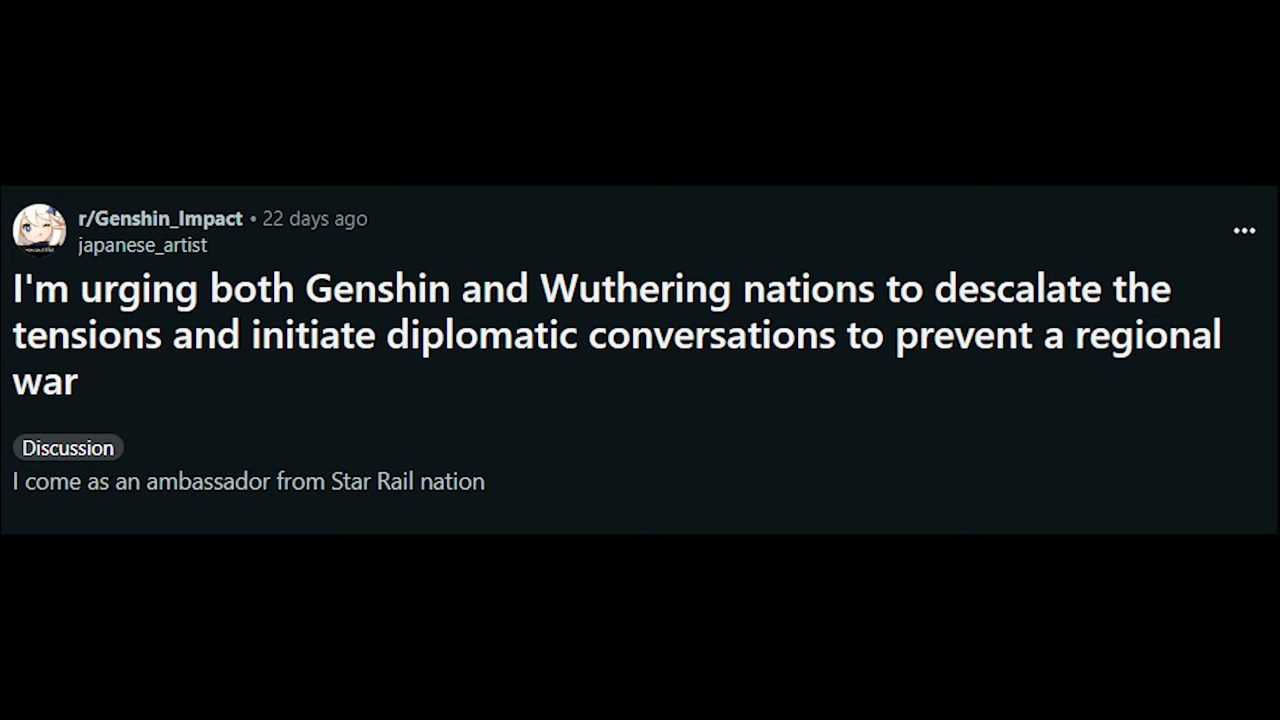 r/Genshin_Impact • 22 days ago
japanese_artist
I'm urging both Genshin and Wuthering nations to descalate the
tensions and initiate diplomatic conversations to prevent a regional
war
Discussion
I come as an ambassador from Star Rail nation